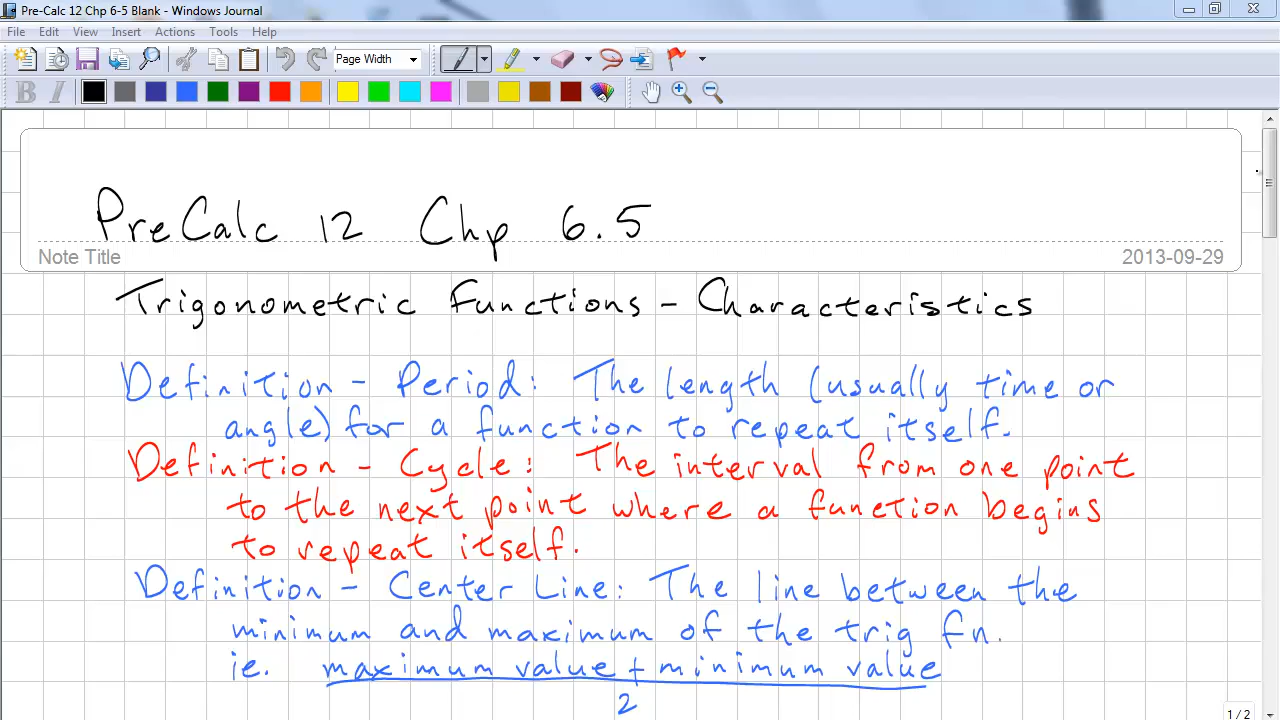 Pre-Calc 12 Chp 6-5 Blank - Windows Journal
File Edit View Insert Actions Tools Help
Page Width
B I
PreCalc 12 Chp 6.5
Note Title 2013-09-29
Trigonometric Functions - Characteristics
Definition - Period: The length (usually time or
angle) for a function to repeat itself.
Definition - Cycle: The interval from one point
to the next point where a function begins
to repeat itself.
Definition - Center Line: The line between the
minimum and maximum of the trig fn.
ie. maximum value + minimum value
2
1/2